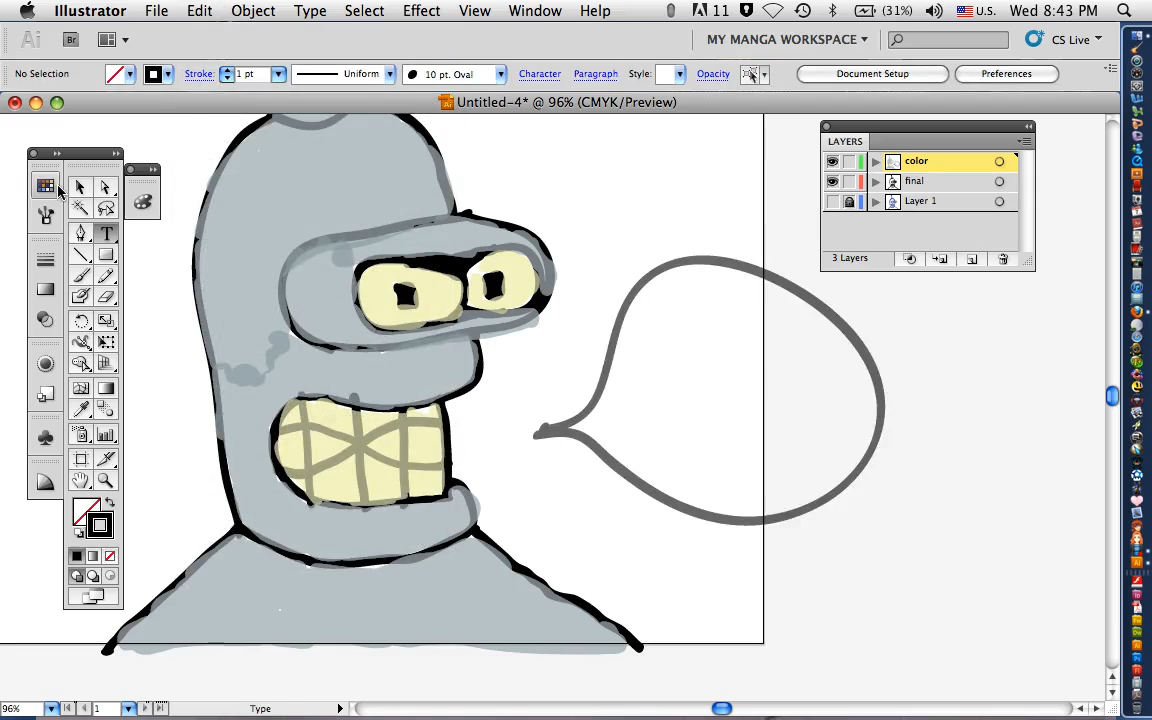 Illustrator File Edit Object Type Select Effect View Window Help 11 (31%) U.S. Wed 8:43 PM
Ai Br MY MANGA WORKSPACE CS Live
No Selection Stroke: 1 pt Uniform 10 pt. Oval Character Paragraph Style: Opacity Document Setup Preferences
Untitled-4* @ 96% (CMYK/Preview)
LAYERS
color
final
Layer 1
3 Layers
T
96% 1 Type